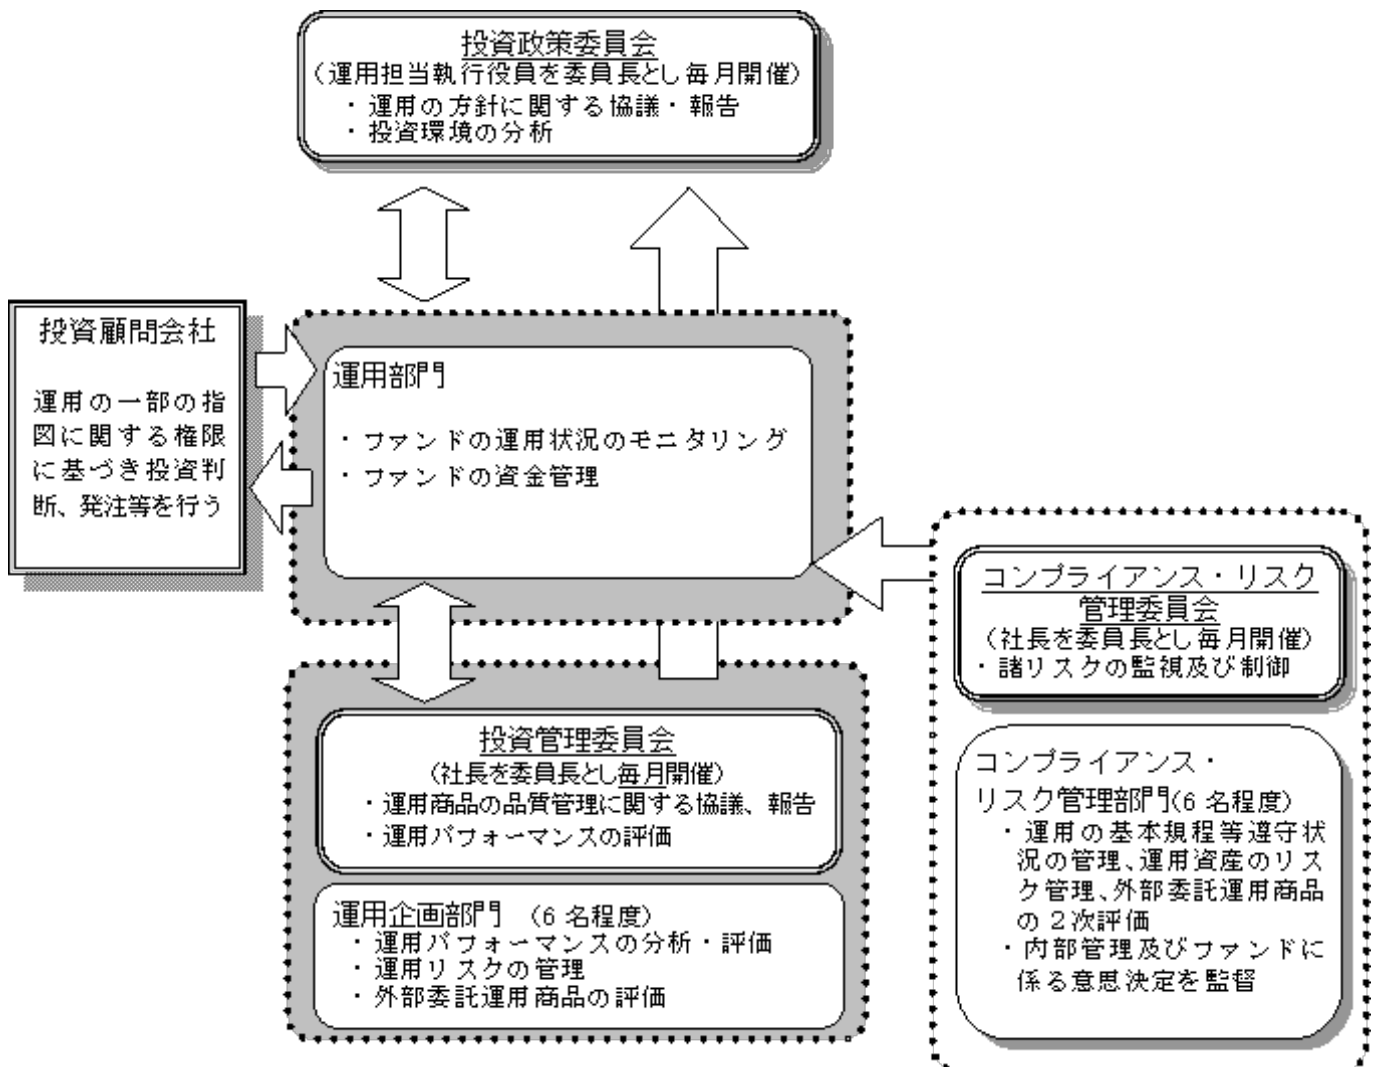 投資政策委員会
（運用担当執行役員を委員長とし毎月開催）
・運用の方針に関する協議・報告
・投資環境の分析
投資顧問会社
運用の一部の指
図に関する権限
に基づき投資判
断、発注等を行う
運用部門
・ファンドの運用状況のモニタリング
・ファンドの資金管理
コンプライアンス・リスク
管理委員会
（社長を委員長とし毎月開催）
・諸リスクの監視及び制御
コンプライアンス・
リスク管理部門（6 名程度）
・運用の基本規程等遵守状
況の管理、運用資産のリス
ク管理、外部委託運用商品
の２次評価
・内部管理及びファンドに
係る意思決定を監督
投資管理委員会
（社長を委員長とし毎月開催）
・運用商品の品質管理に関する協議、報告
・運用パフォーマンスの評価
運用企画部門　（6 名程度）
・運用パフォーマンスの分析・評価
・運用リスクの管理
・外部委託運用商品の評価